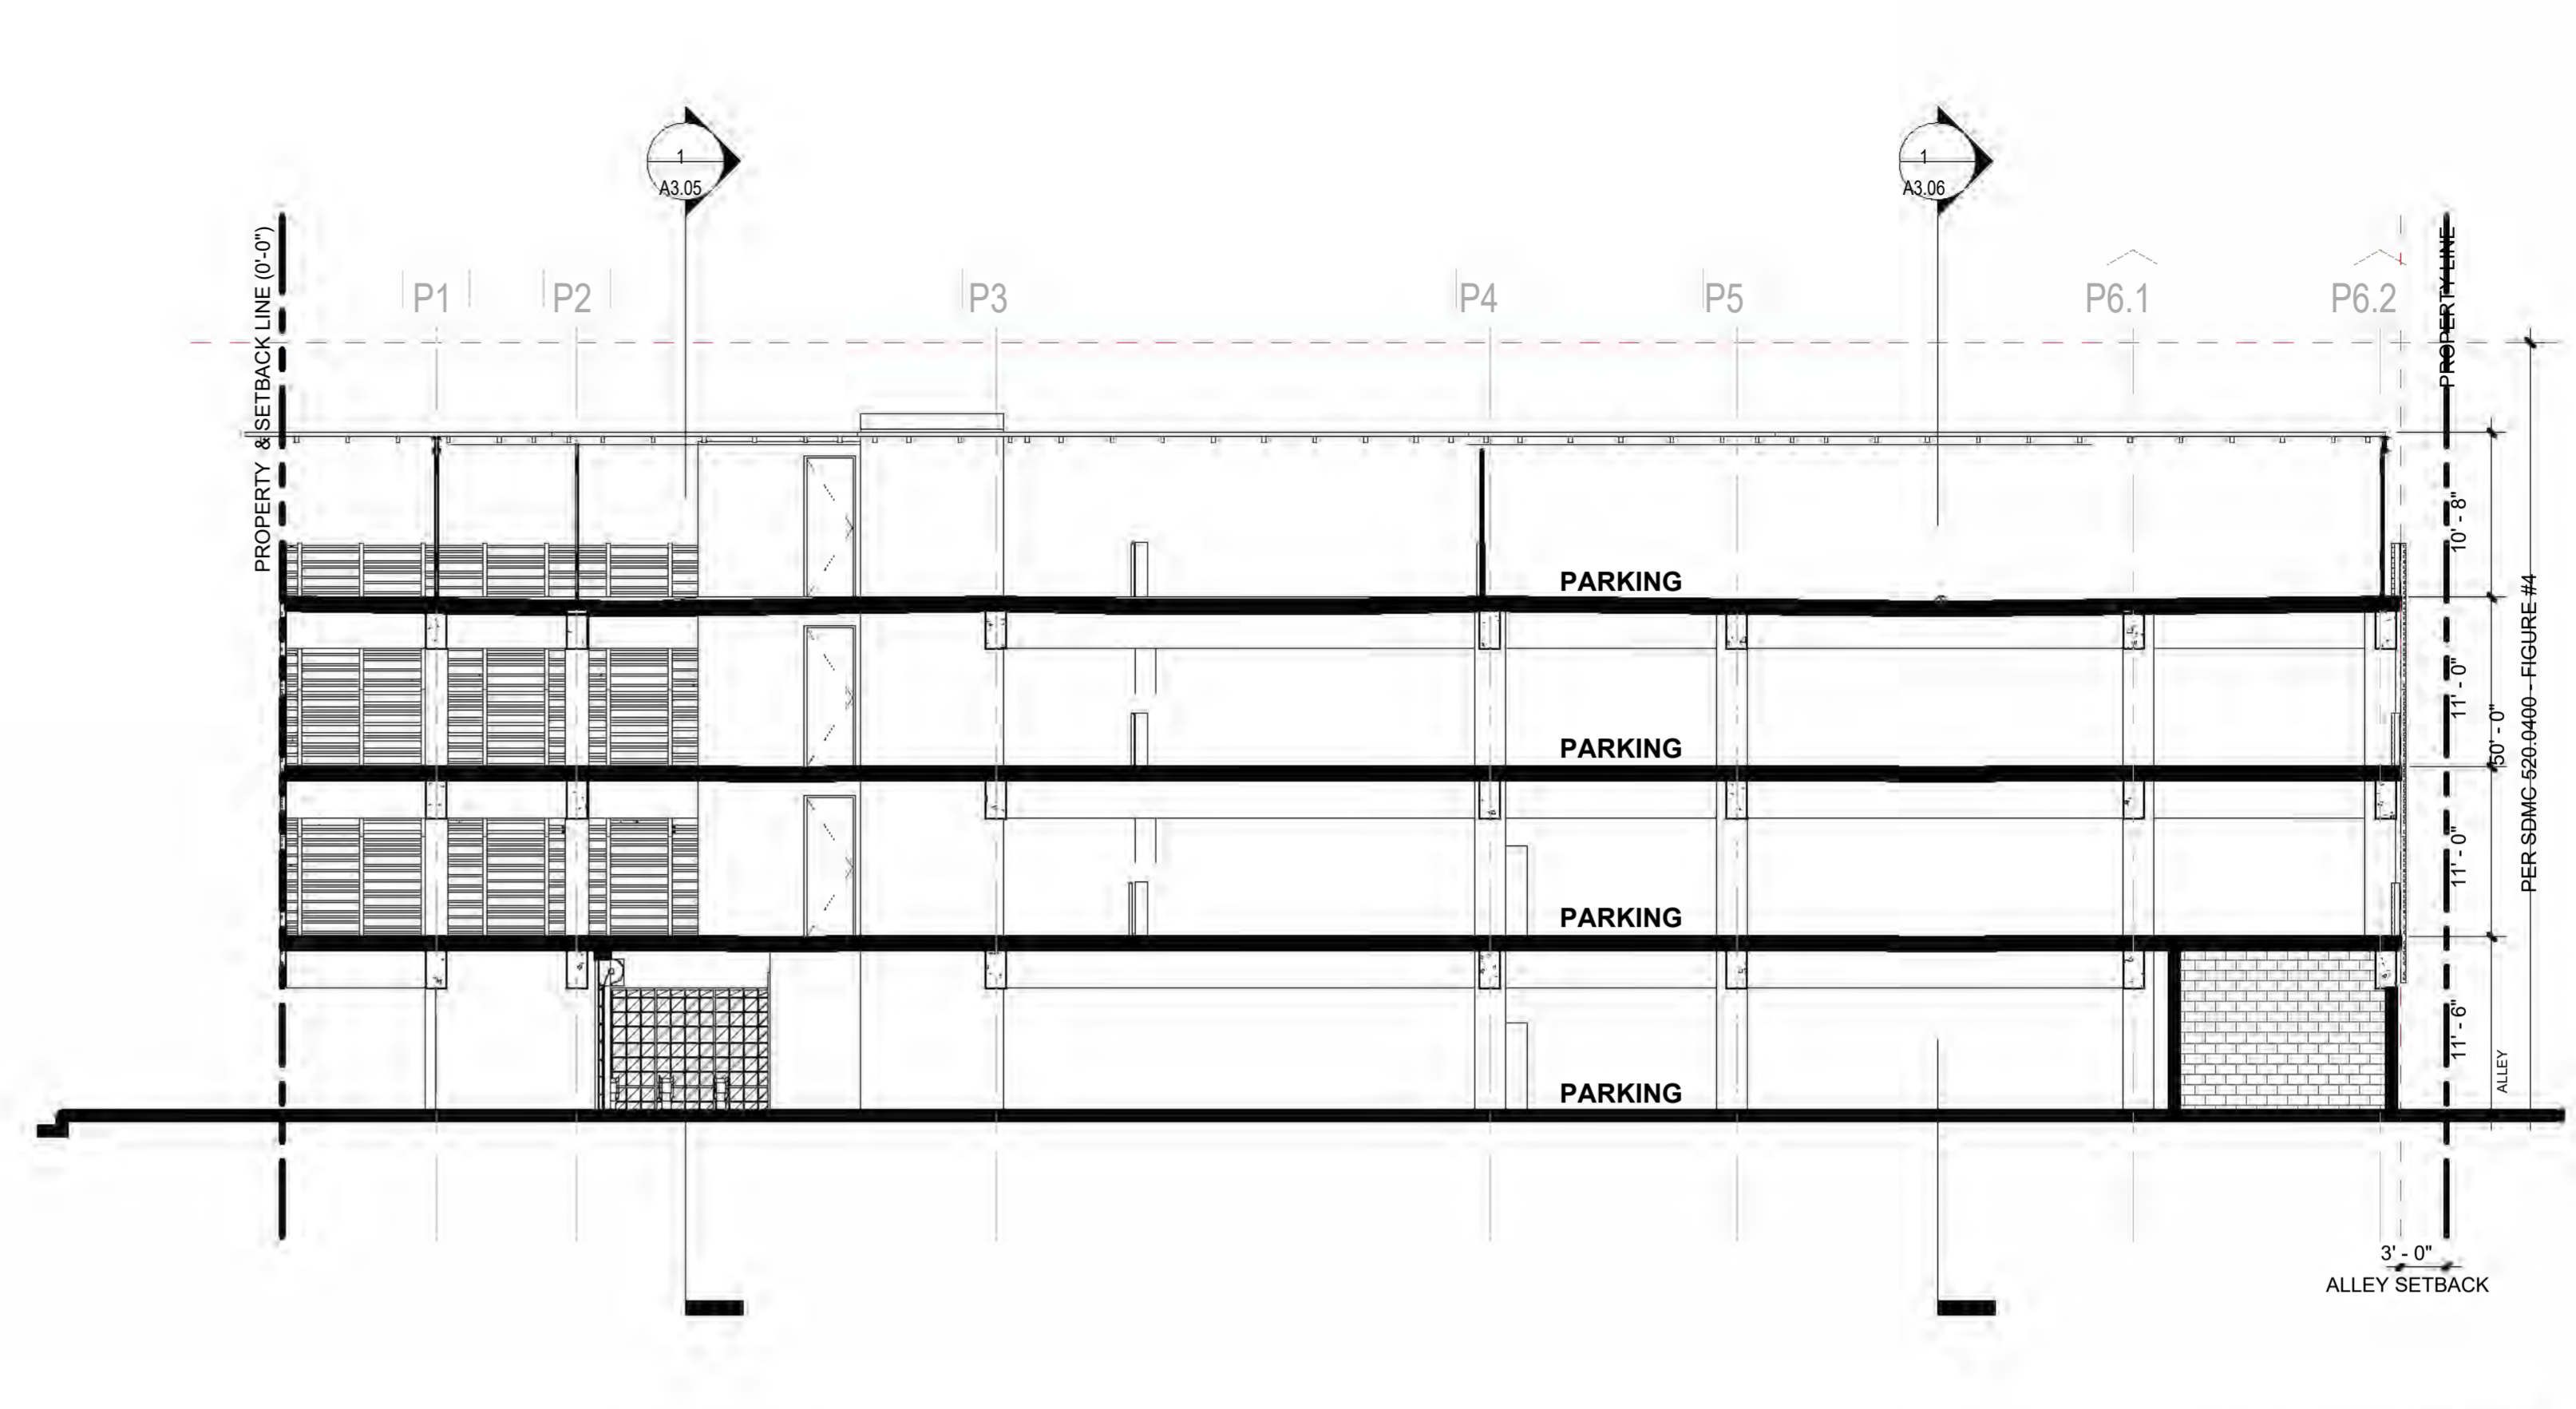 1
A3.05
1
A3.06
PROPERTY & SETBACK LINE (0'-0")
P1
P2
P3
P4
P5
P6.1
P6.2
PROPERTY LINE
10' - 8"
PARKING
11' - 0"
PARKING
50' - 0"
PER SDMC 520.0400 - FIGURE #4
11' - 0"
PARKING
11' - 6"
ALLEY
PARKING
3' - 0"
ALLEY SETBACK